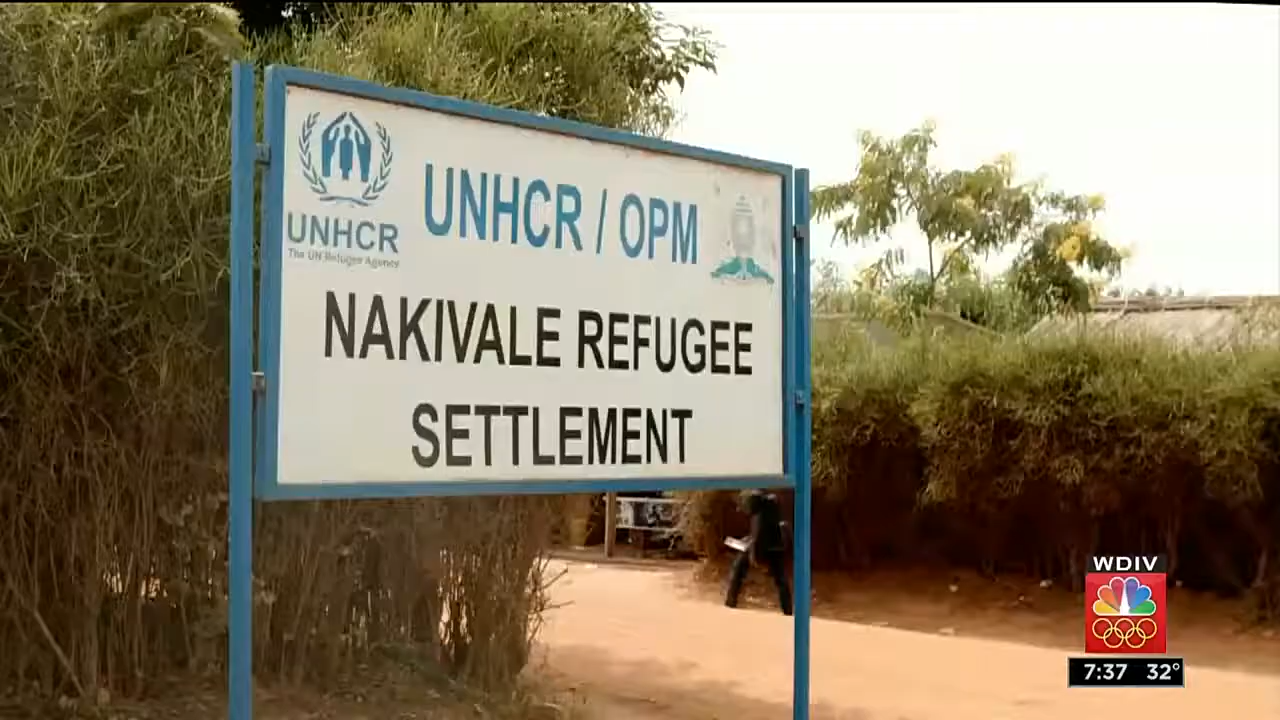 UNHCR
The UN Refugee Agency
UNHCR / OPM
NAKIVALE REFUGEE
SETTLEMENT
WDIV
7:37 32°